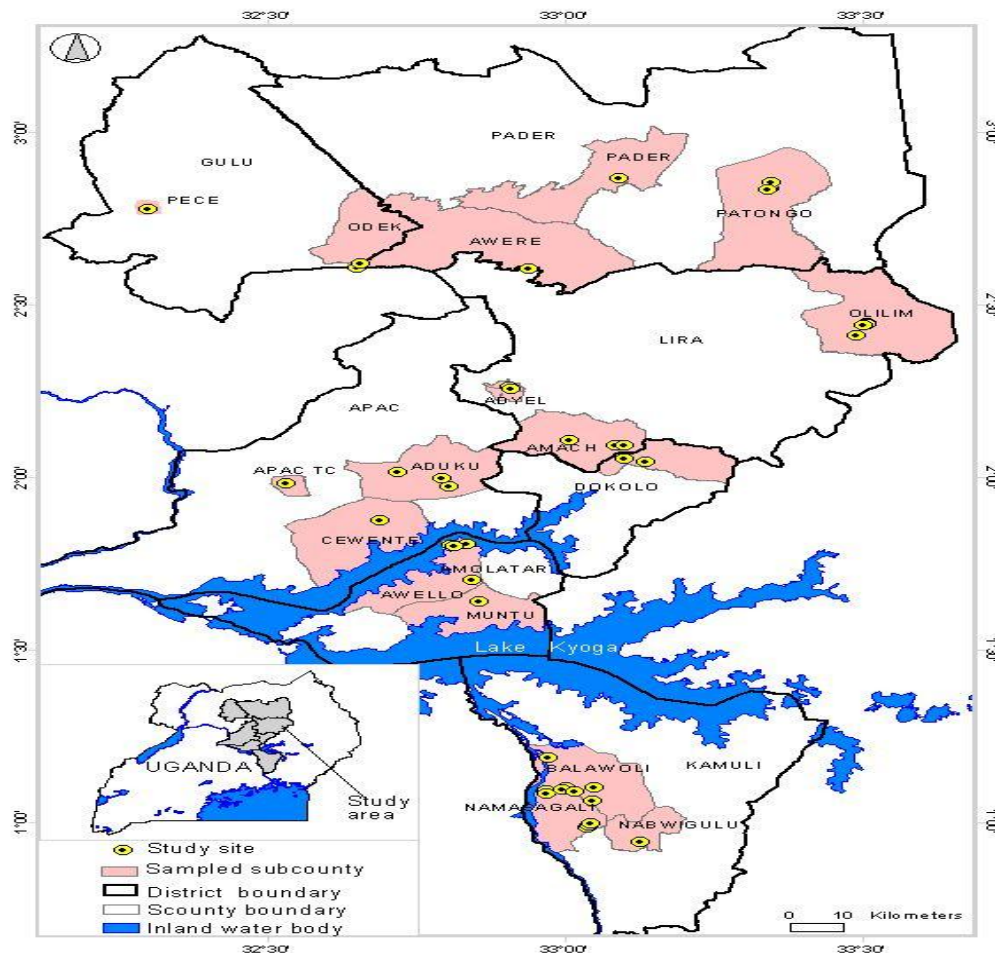 32°30' 33°00' 33°30'
3°00' 3°00'
PADER
GULU
PADER
PECE
PATONGO
ODEK
AWERE
2°30' 2°30'
OLILIM
LIRA
ADYEL
APAC
AMACH
APAC TC
ADUKU
2°00' 2°00'
DOKOLO
CEWENTE
AMOLATAR
AWELLO
MUNTU
Lake Kyoga
1°30' 1°30'
BALAWOLI
KAMULI
UGANDA
Study
area
NAMASAGALI
NABWIGULU
1°00' 1°00'
Study site
Sampled subcounty
District boundary
Scounty boundary
Inland water body
0 10 Kilometers
32°30' 33°00' 33°30'